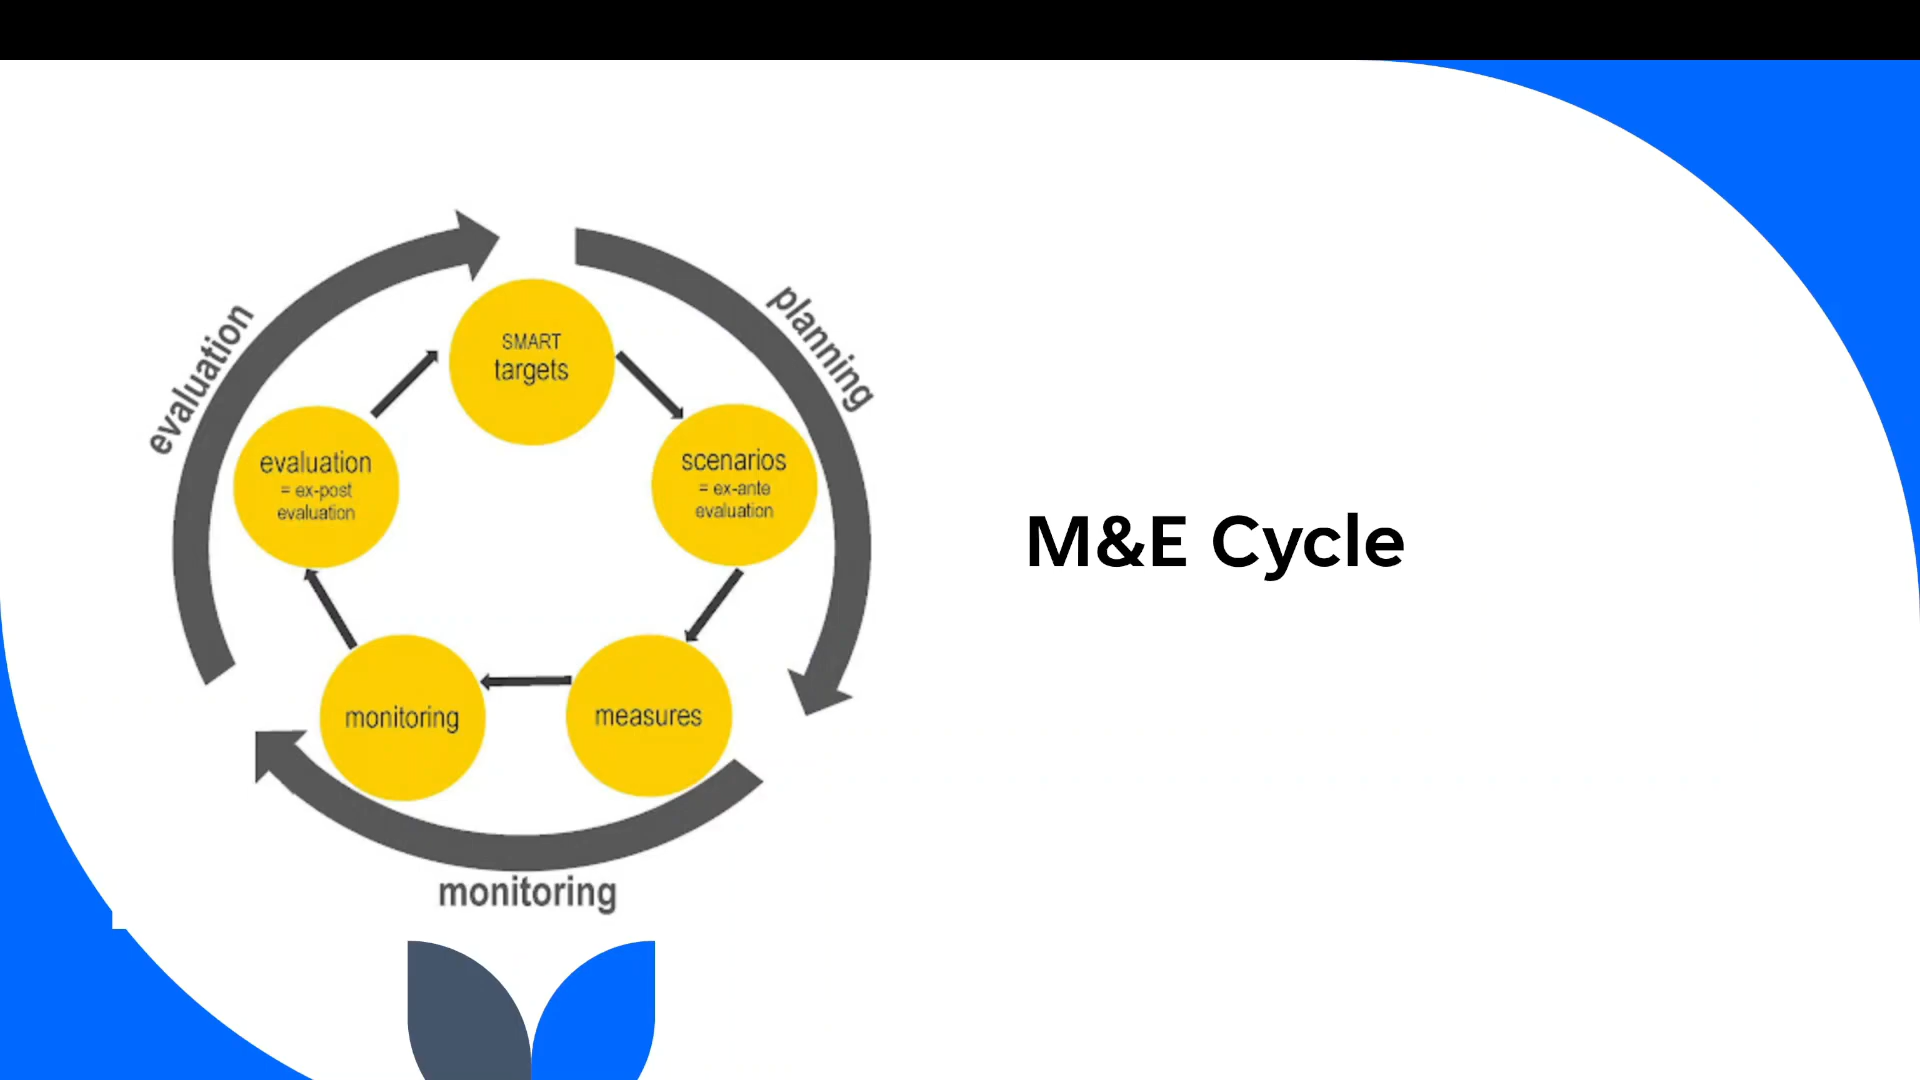 evaluation
planning
SMART
targets
evaluation
= ex-post
evaluation
scenarios
= ex-ante
evaluation
M&E Cycle
monitoring
measures
monitoring